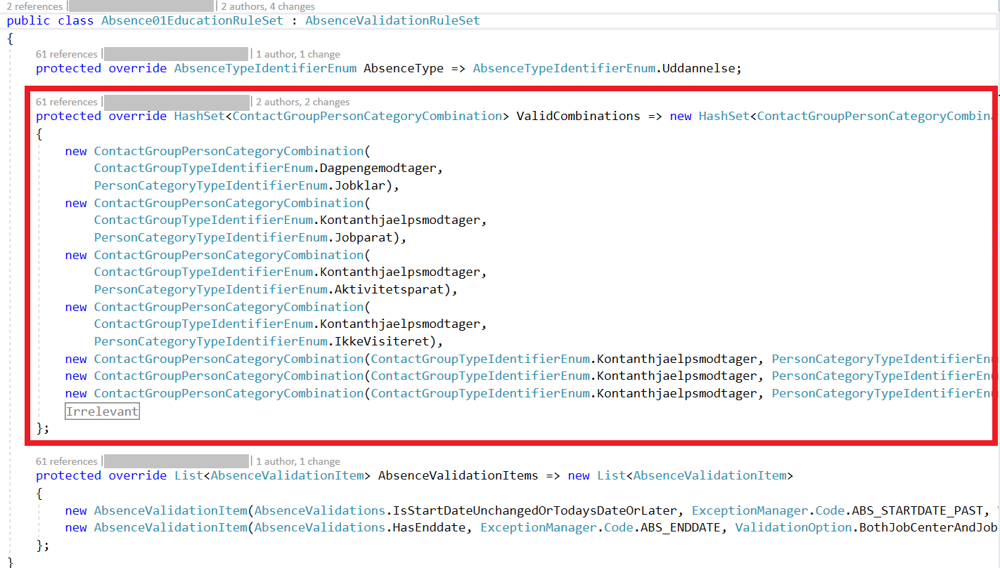 2 references | | 2 authors, 4 changes
public class Absence01EducationRuleSet : AbsenceValidationRuleSet
{
61 references | | 1 author, 1 change
protected override AbsenceTypeIdentifierEnum AbsenceType => AbsenceTypeIdentifierEnum.Uddannelse;
61 references | | 2 authors, 2 changes
protected override HashSet<ContactGroupPersonCategoryCombination> ValidCombinations => new HashSet<ContactGroupPersonCategoryCombina
{
new ContactGroupPersonCategoryCombination(
ContactGroupTypeIdentifierEnum.Dagpengemodtager,
PersonCategoryTypeIdentifierEnum.Jobklar),
new ContactGroupPersonCategoryCombination(
ContactGroupTypeIdentifierEnum.Kontanthjaelpsmodtager,
PersonCategoryTypeIdentifierEnum.Jobparat),
new ContactGroupPersonCategoryCombination(
ContactGroupTypeIdentifierEnum.Kontanthjaelpsmodtager,
PersonCategoryTypeIdentifierEnum.Aktivitetsparat),
new ContactGroupPersonCategoryCombination(
ContactGroupTypeIdentifierEnum.Kontanthjaelpsmodtager,
PersonCategoryTypeIdentifierEnum.IkkeVisiteret),
new ContactGroupPersonCategoryCombination(ContactGroupTypeIdentifierEnum.Kontanthjaelpsmodtager, PersonCategoryTypeIdentifierEnu
new ContactGroupPersonCategoryCombination(ContactGroupTypeIdentifierEnum.Kontanthjaelpsmodtager, PersonCategoryTypeIdentifierEnu
new ContactGroupPersonCategoryCombination(ContactGroupTypeIdentifierEnum.Kontanthjaelpsmodtager, PersonCategoryTypeIdentifierEnu
Irrelevant
};
61 references | | 1 author, 1 change
protected override List<AbsenceValidationItem> AbsenceValidationItems => new List<AbsenceValidationItem>
{
new AbsenceValidationItem(AbsenceValidations.IsStartDateUnchangedOrTodaysDateOrLater, ExceptionManager.Code.ABS_STARTDATE_PAST,
new AbsenceValidationItem(AbsenceValidations.HasEnddate, ExceptionManager.Code.ABS_ENDDATE, ValidationOption.BothJobCenterAndJob
};
}